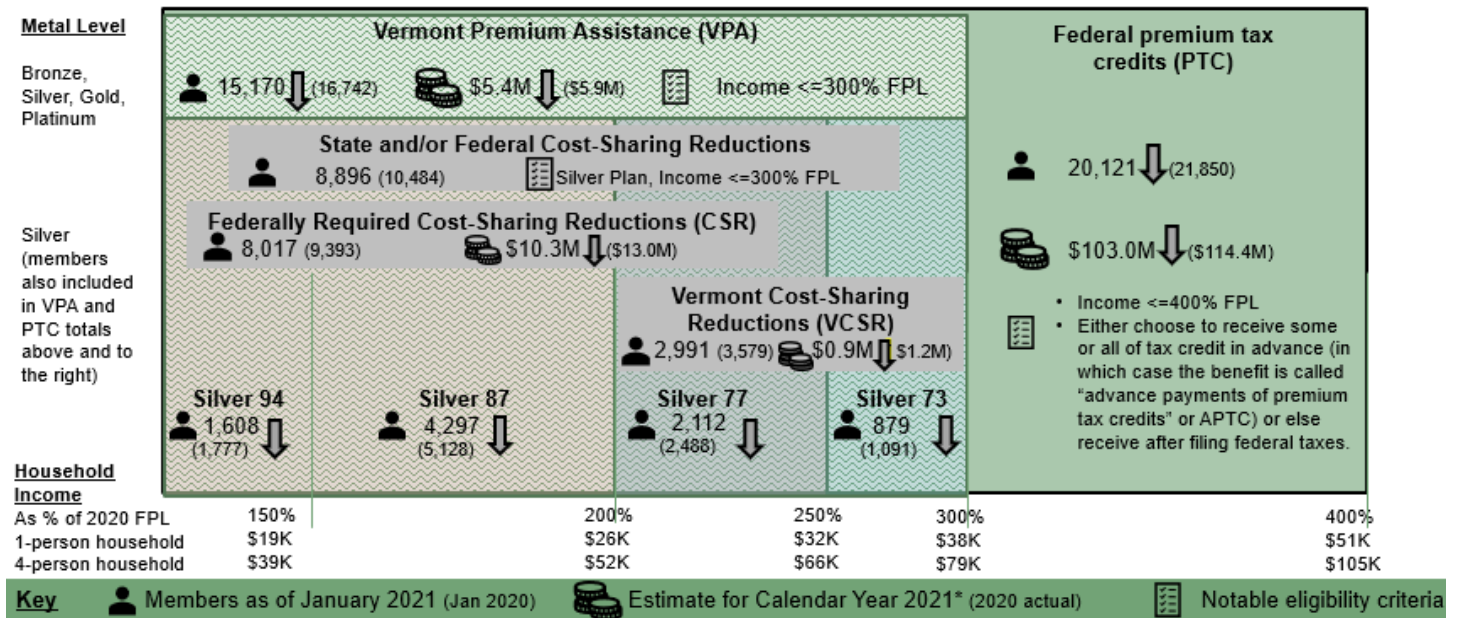 Metal Level
Bronze,
Silver, Gold,
Platinum
Vermont Premium Assistance (VPA)
15,170 (16,742) $5.4M ($5.9M) Income <=300% FPL
State and/or Federal Cost-Sharing Reductions
8,896 (10,484) Silver Plan, Income <=300% FPL
Silver
(members
also included
in VPA and
PTC totals
above and to
the right)
Federally Required Cost-Sharing Reductions (CSR)
8,017 (9,393) $10.3M ($13.0M)
Vermont Cost-Sharing
Reductions (VCSR)
2,991 (3,579) $0.9M $1.2M)
Silver 94
1,608
(1,777)
Silver 87
4,297
(5,128)
Silver 77
2,112
(2,488)
Silver 73
879
(1,091)
Federal premium tax
credits (PTC)
20,121 (21,850)
$103.0M ($114.4M)
• Income <=400% FPL
• Either choose to receive some
or all of tax credit in advance (in
which case the benefit is called
“advance payments of premium
tax credits” or APTC) or else
receive after filing federal taxes.
Household
Income
As % of 2020 FPL 150% 200% 250% 300% 400%
1-person household $19K $26K $32K $38K $51K
4-person household $39K $52K $66K $79K $105K
Key Members as of January 2021 (Jan 2020) Estimate for Calendar Year 2021* (2020 actual) Notable eligibility criteria